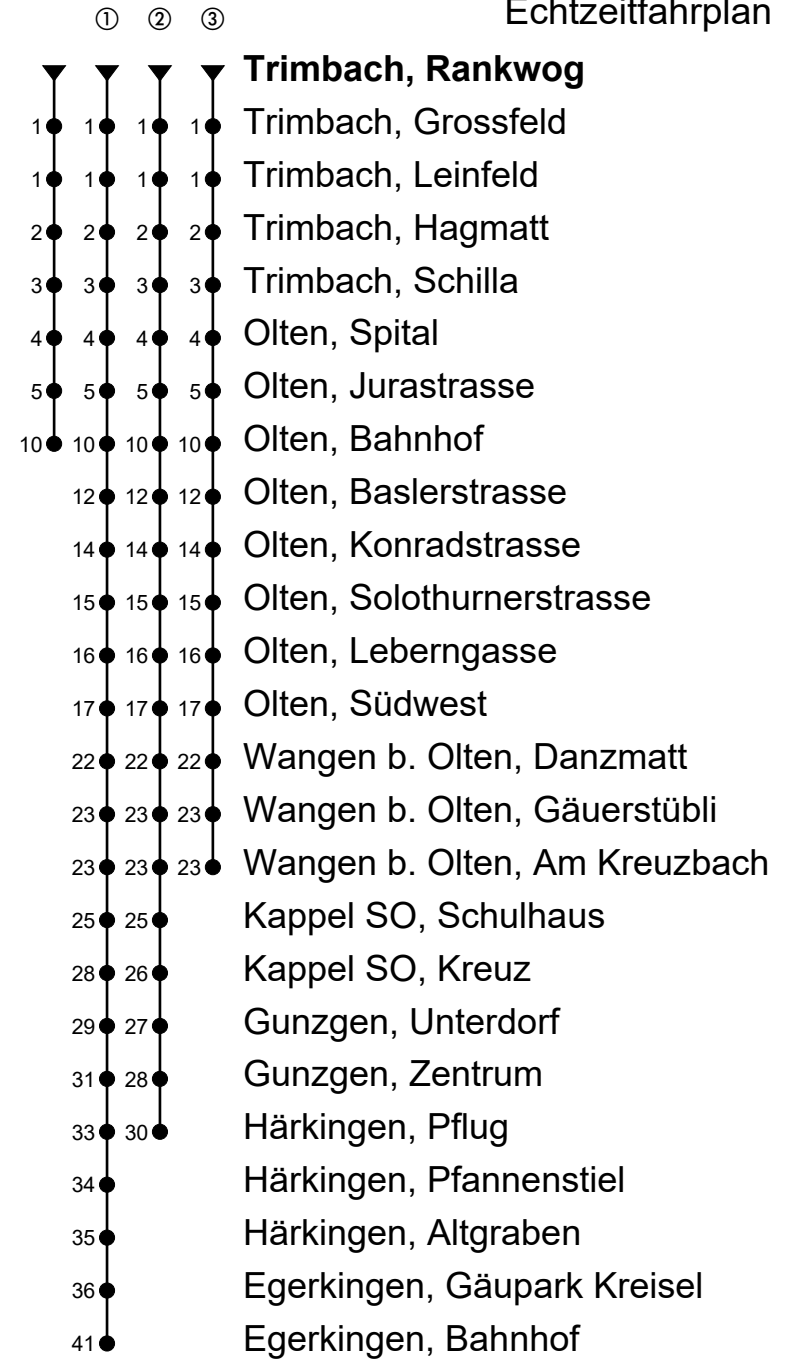 Echtzeitfahrplan
① ② ③
Trimbach, Rankwog
1 1 1 1 Trimbach, Grossfeld
1 1 1 1 Trimbach, Leinfeld
2 2 2 2 Trimbach, Hagmatt
3 3 3 3 Trimbach, Schilla
4 4 4 4 Olten, Spital
5 5 5 5 Olten, Jurastrasse
10 10 10 10 Olten, Bahnhof
12 12 12 Olten, Baslerstrasse
14 14 14 Olten, Konradstrasse
15 15 15 Olten, Solothurnerstrasse
16 16 16 Olten, Leberngasse
17 17 17 Olten, Südwest
22 22 22 Wangen b. Olten, Danzmatt
23 23 23 Wangen b. Olten, Gäuerstübli
23 23 23 Wangen b. Olten, Am Kreuzbach
25 25 Kappel SO, Schulhaus
28 26 Kappel SO, Kreuz
29 27 Gunzgen, Unterdorf
31 28 Gunzgen, Zentrum
33 30 Härkingen, Pflug
34 Härkingen, Pfannenstiel
35 Härkingen, Altgraben
36 Egerkingen, Gäupark Kreisel
41 Egerkingen, Bahnhof